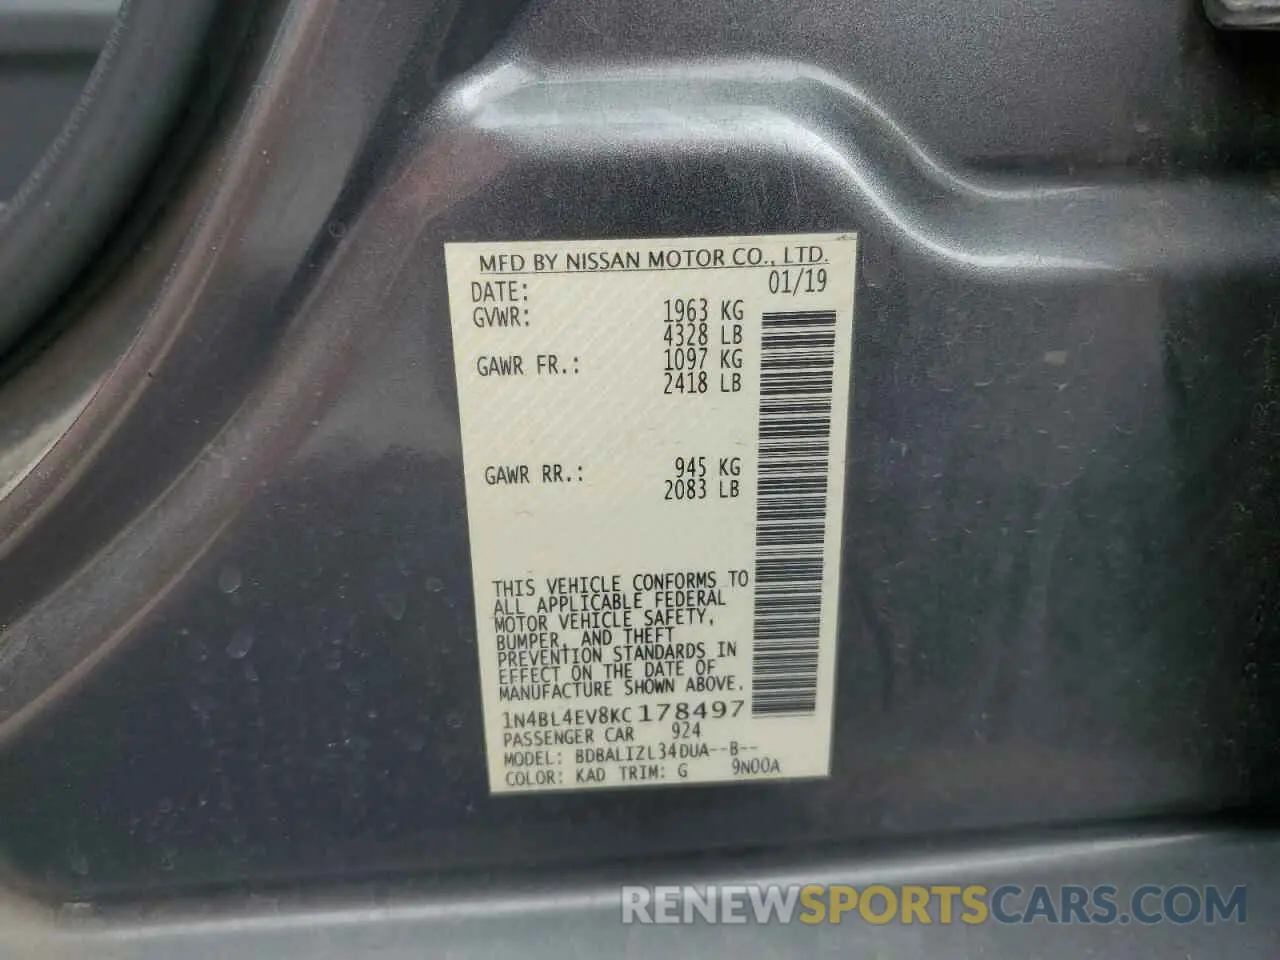 MFD BY NISSAN MOTOR CO., LTD.
DATE: 01/19
GVWR: 1963 KG
4328 LB
GAWR FR.: 1097 KG
2418 LB
GAWR RR.: 945 KG
2083 LB
THIS VEHICLE CONFORMS TO
ALL APPLICABLE FEDERAL
MOTOR VEHICLE SAFETY,
BUMPER, AND THEFT
PREVENTION STANDARDS IN
EFFECT ON THE DATE OF
MANUFACTURE SHOWN ABOVE.
1N4BL4EV8KC178497
PASSENGER CAR 924
MODEL: BDBALIZL34DUA--B--
COLOR: KAD TRIM: G 9N00A
RENEWSPORTSCARS.COM